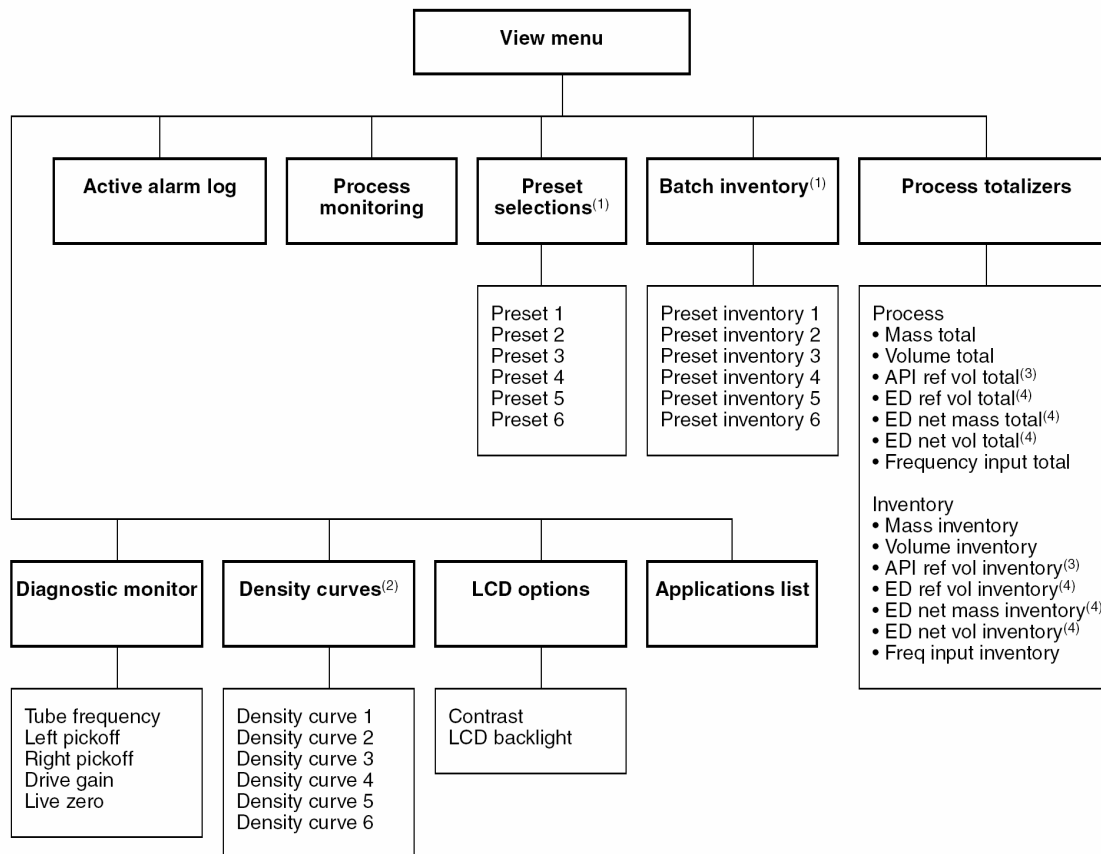 View menu
Active alarm log
Process
monitoring
Preset
selections(1)
Batch inventory(1)
Process totalizers
Preset 1
Preset 2
Preset 3
Preset 4
Preset 5
Preset 6
Preset inventory 1
Preset inventory 2
Preset inventory 3
Preset inventory 4
Preset inventory 5
Preset inventory 6
Process
• Mass total
• Volume total
• API ref vol total(3)
• ED ref vol total(4)
• ED net mass total(4)
• ED net vol total(4)
• Frequency input total
Inventory
• Mass inventory
• Volume inventory
• API ref vol inventory(3)
• ED ref vol inventory(4)
• ED net mass inventory(4)
• ED net vol inventory(4)
• Freq input inventory
Diagnostic monitor
Density curves(2)
LCD options
Applications list
Tube frequency
Left pickoff
Right pickoff
Drive gain
Live zero
Density curve 1
Density curve 2
Density curve 3
Density curve 4
Density curve 5
Density curve 6
Contrast
LCD backlight